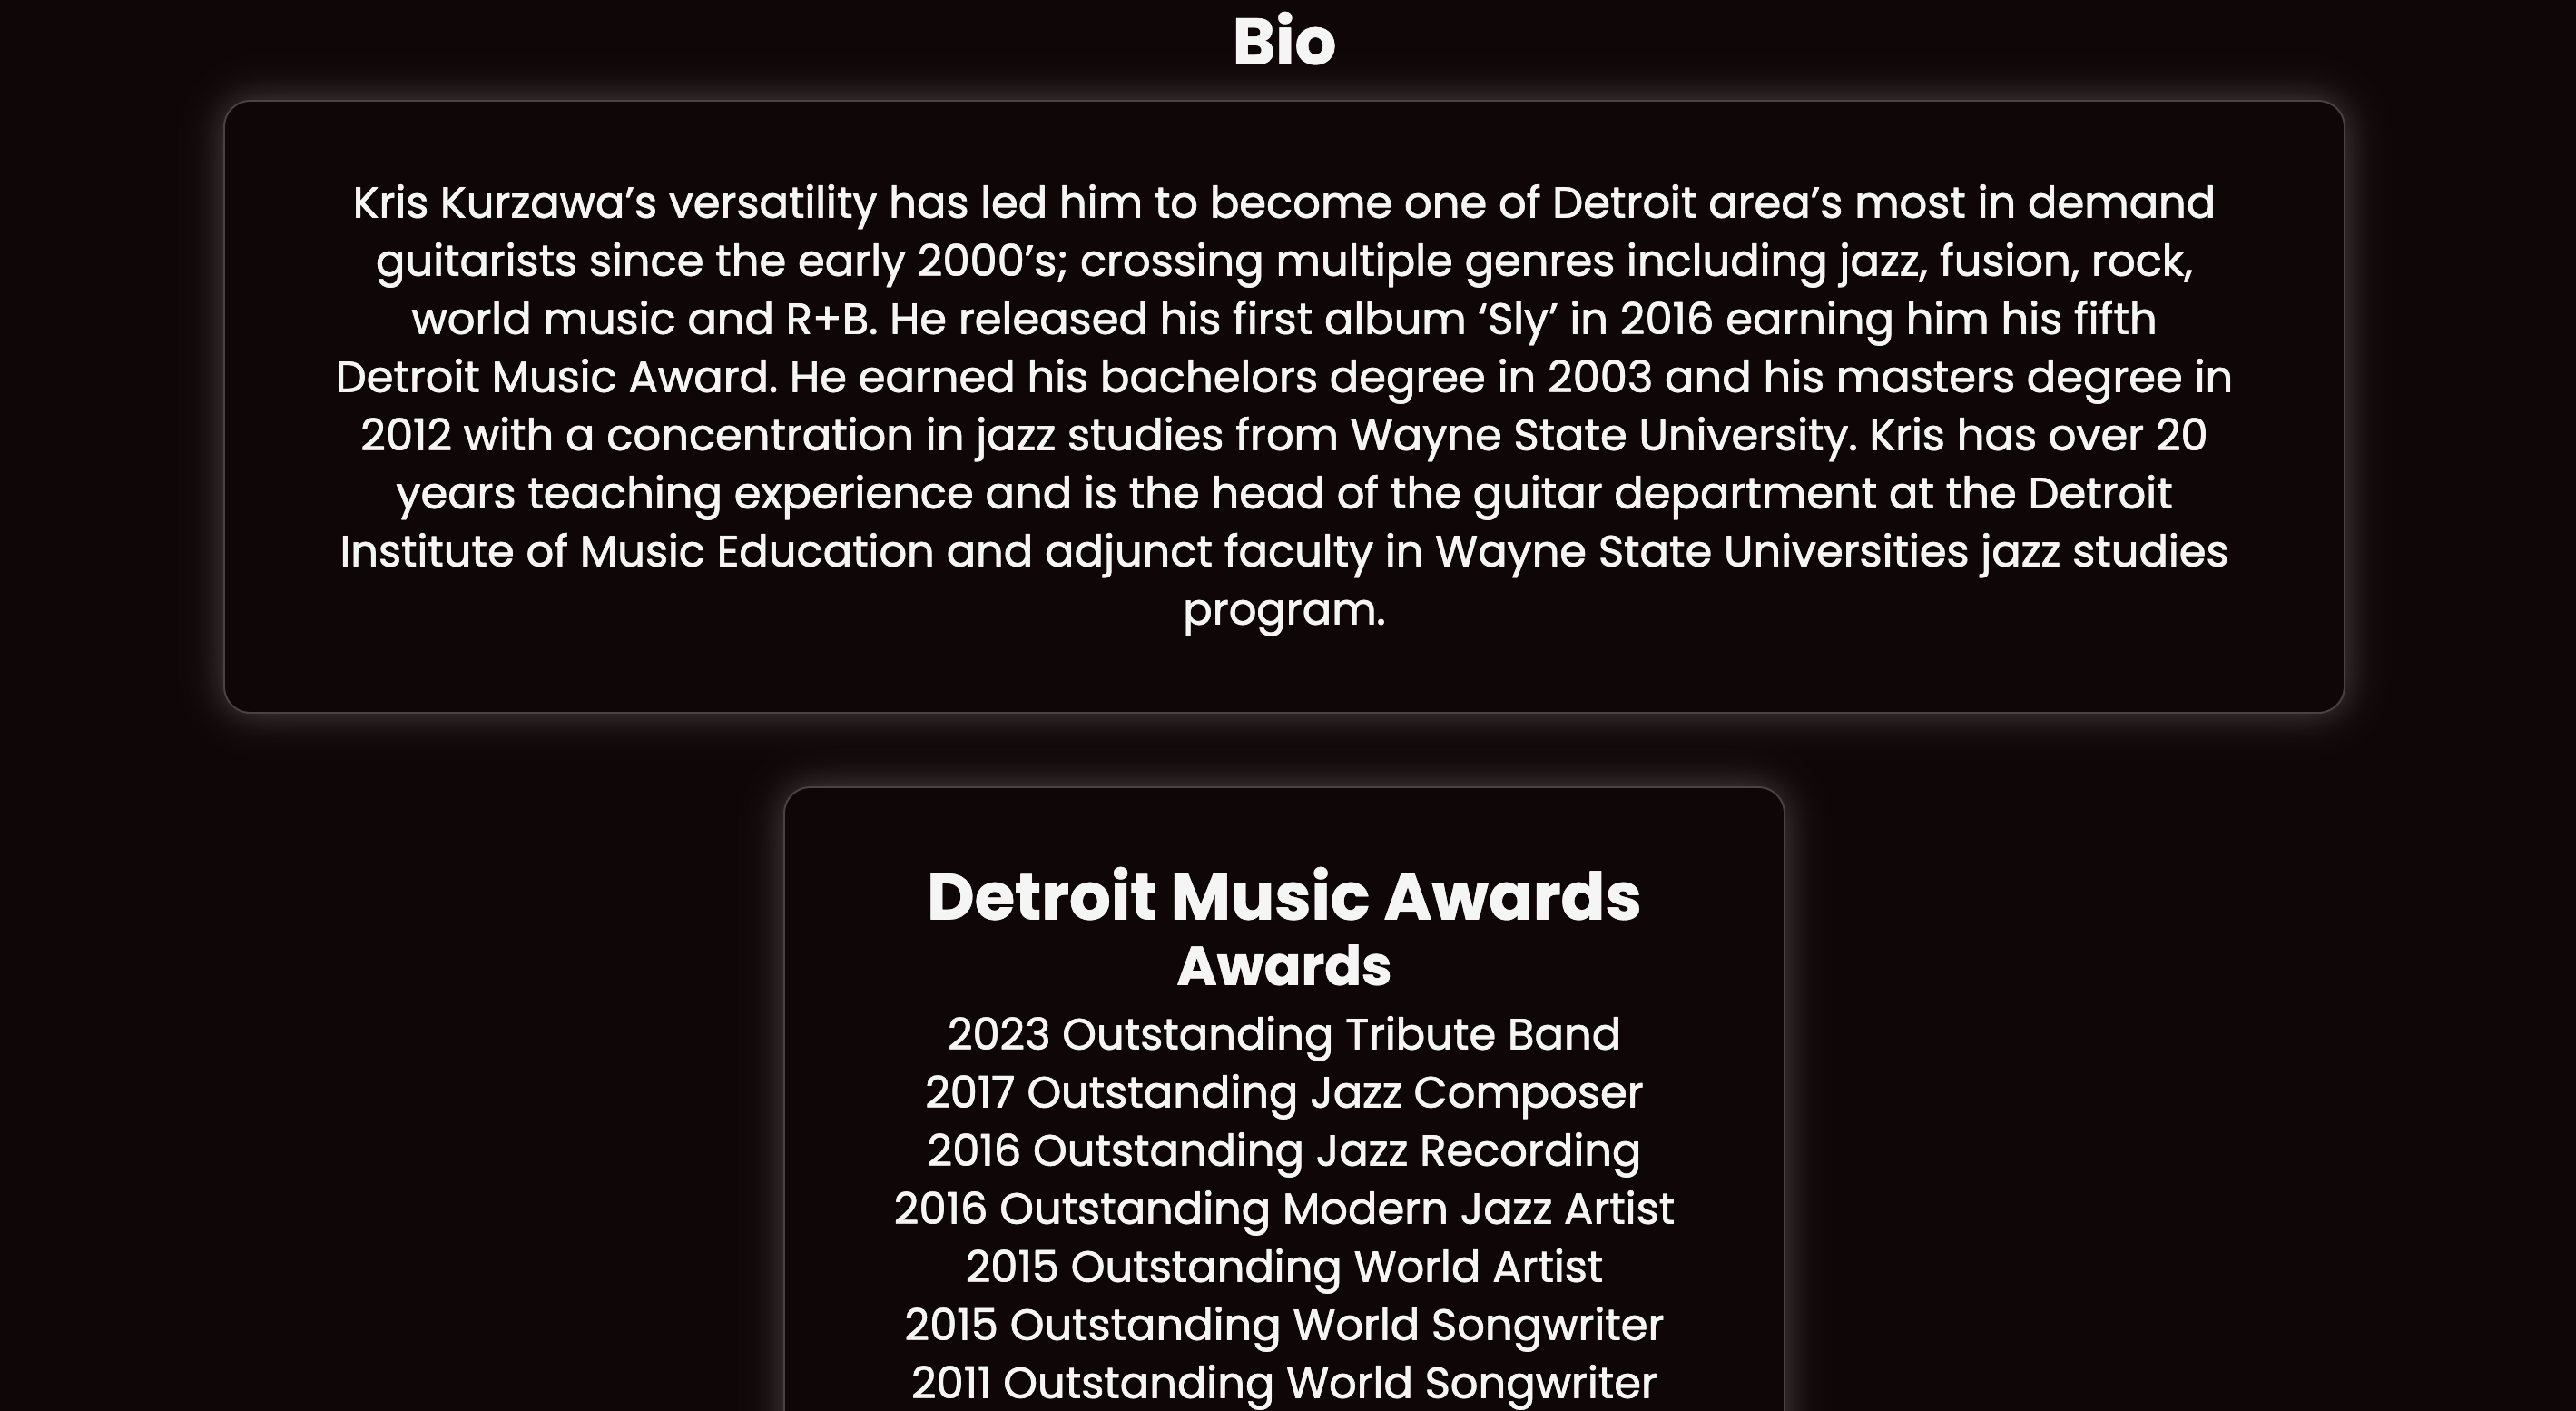 Bio
Kris Kurzawa’s versatility has led him to become one of Detroit area’s most in demand
guitarists since the early 2000’s; crossing multiple genres including jazz, fusion, rock,
world music and R+B. He released his first album ‘Sly’ in 2016 earning him his fifth
Detroit Music Award. He earned his bachelors degree in 2003 and his masters degree in
2012 with a concentration in jazz studies from Wayne State University. Kris has over 20
years teaching experience and is the head of the guitar department at the Detroit
Institute of Music Education and adjunct faculty in Wayne State Universities jazz studies
program.
Detroit Music Awards
Awards
2023 Outstanding Tribute Band
2017 Outstanding Jazz Composer
2016 Outstanding Jazz Recording
2016 Outstanding Modern Jazz Artist
2015 Outstanding World Artist
2015 Outstanding World Songwriter
2011 Outstanding World Songwriter